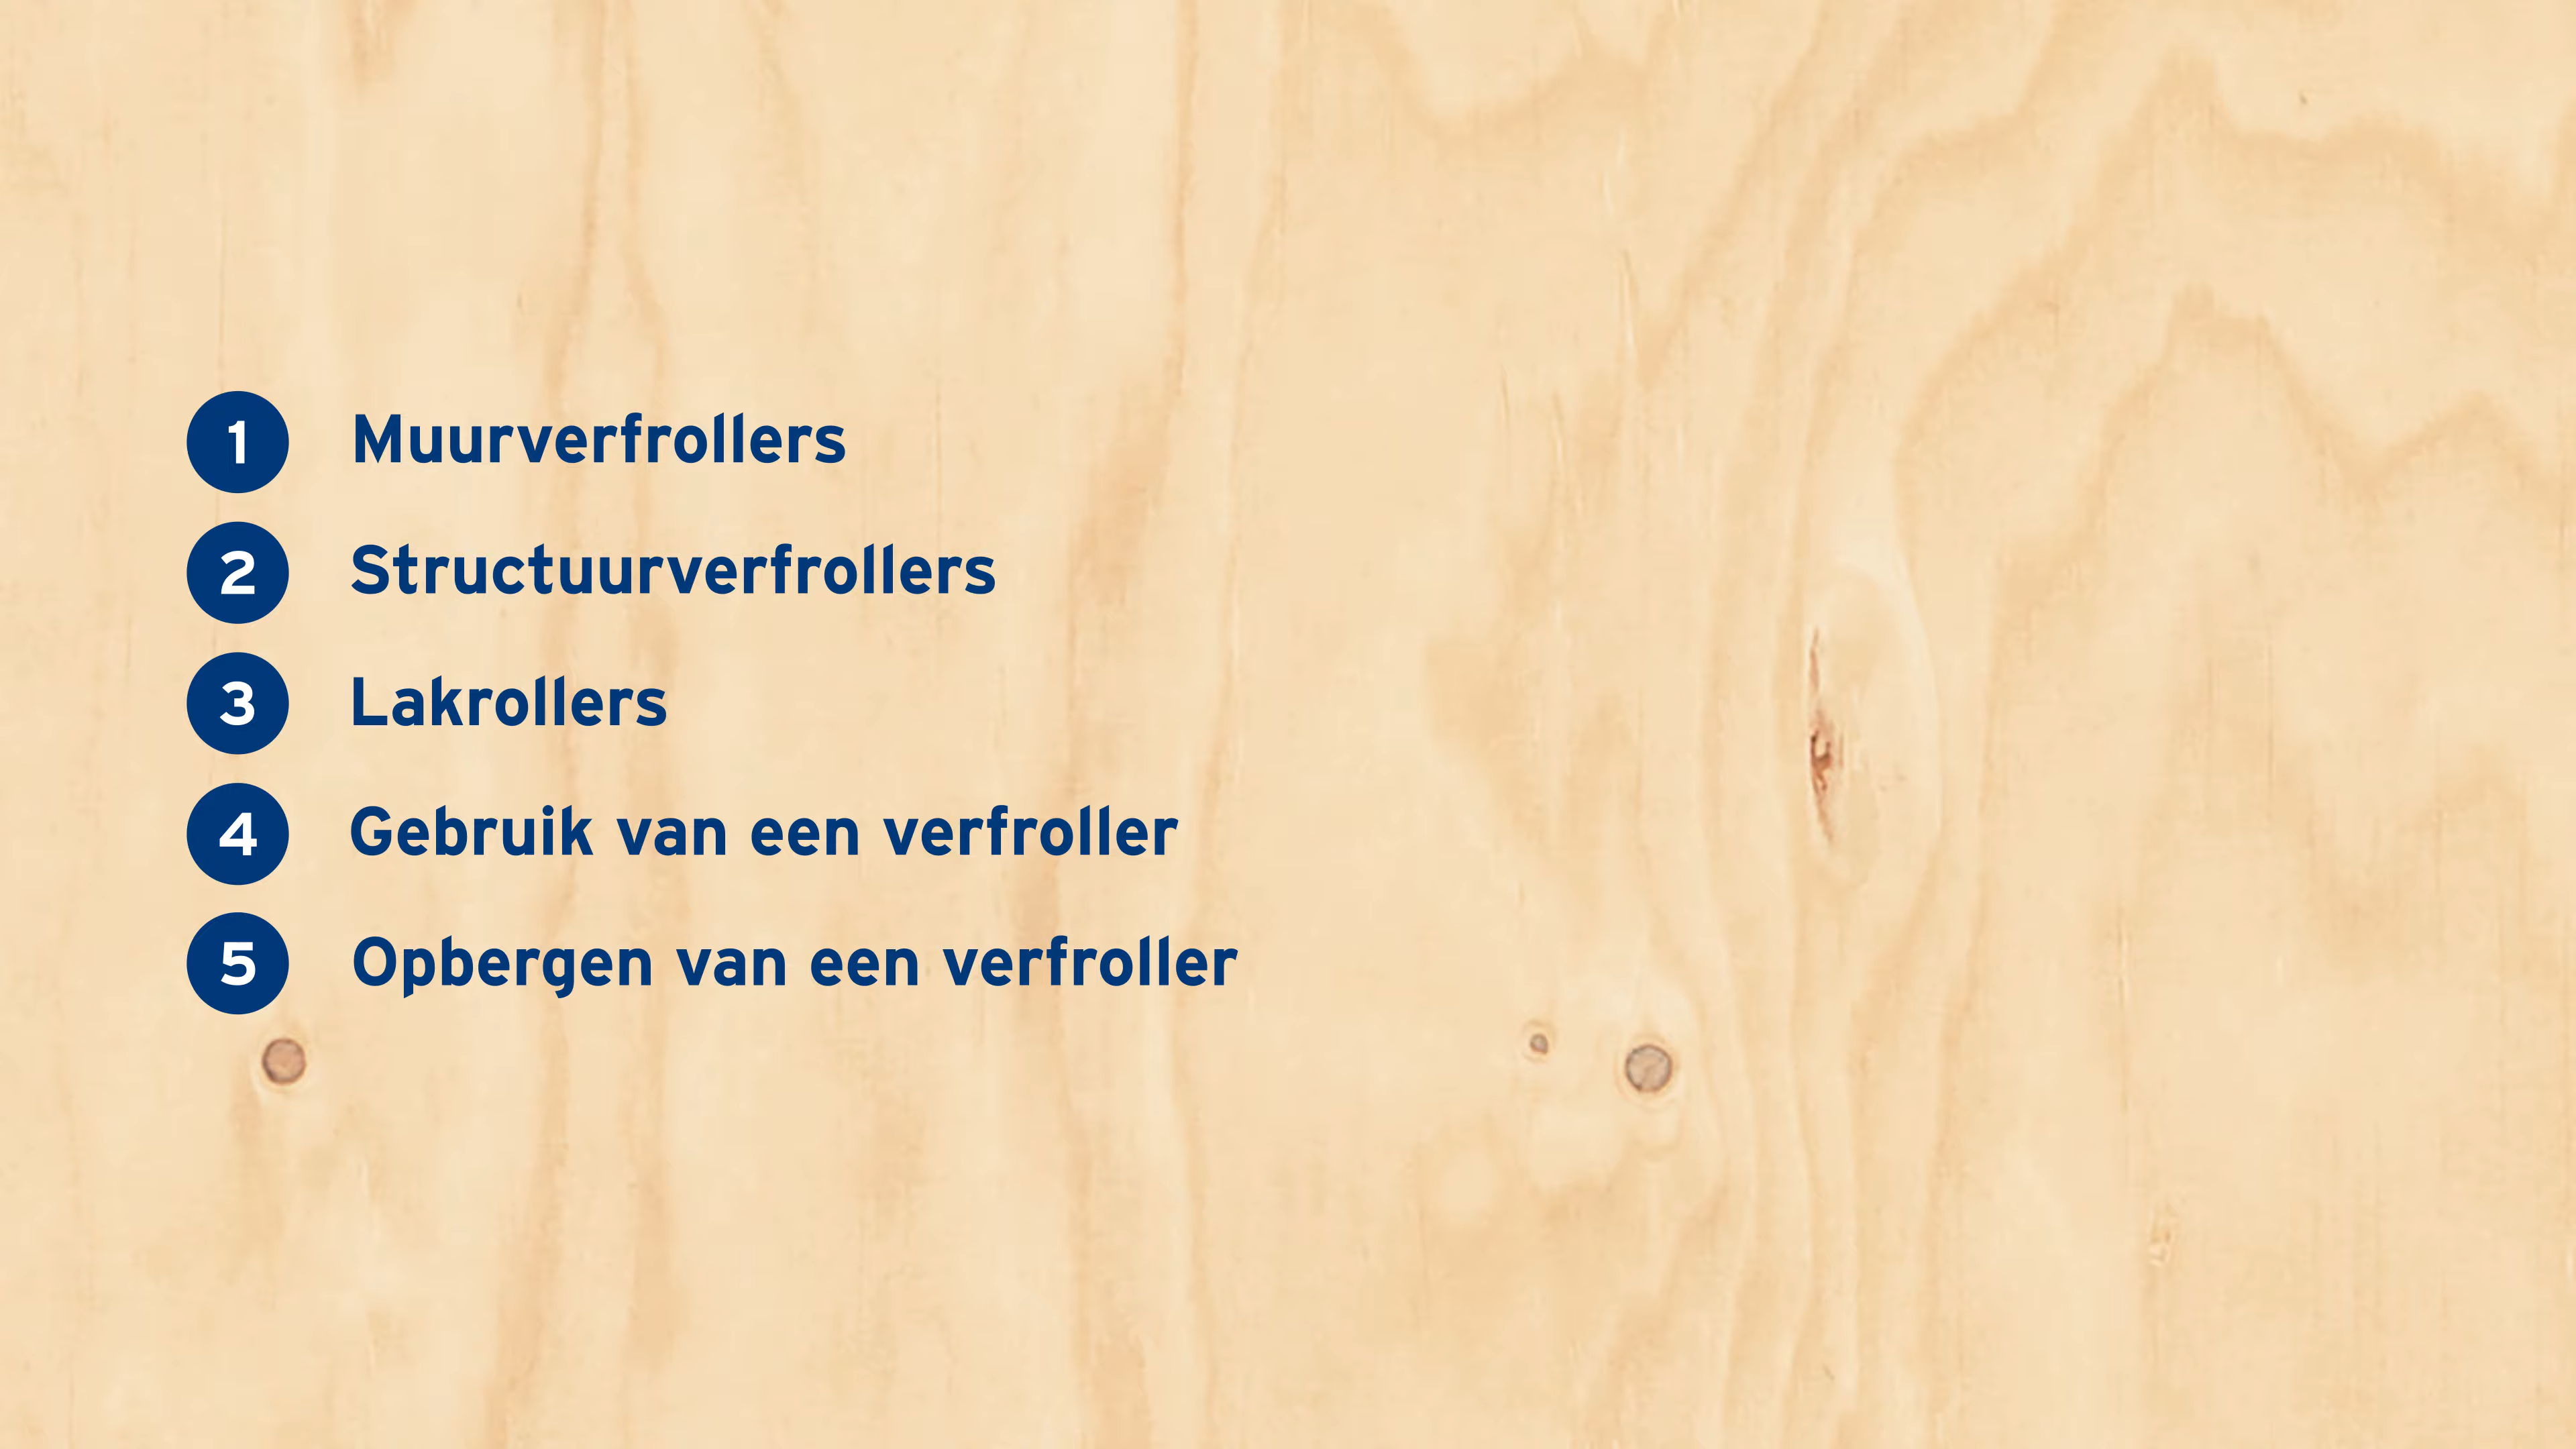 1 Muurverfrollers
2 Structuurverfrollers
3 Lakrollers
4 Gebruik van een verfroller
5 Opbergen van een verfroller